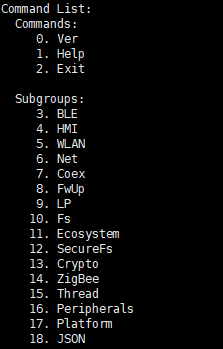 Command List:
Commands:
0. Ver
1. Help
2. Exit
Subgroups:
3. BLE
4. HMI
5. WLAN
6. Net
7. Coex
8. FwUp
9. LP
10. Fs
11. Ecosystem
12. SecureFs
13. Crypto
14. ZigBee
15. Thread
16. Peripherals
17. Platform
18. JSON